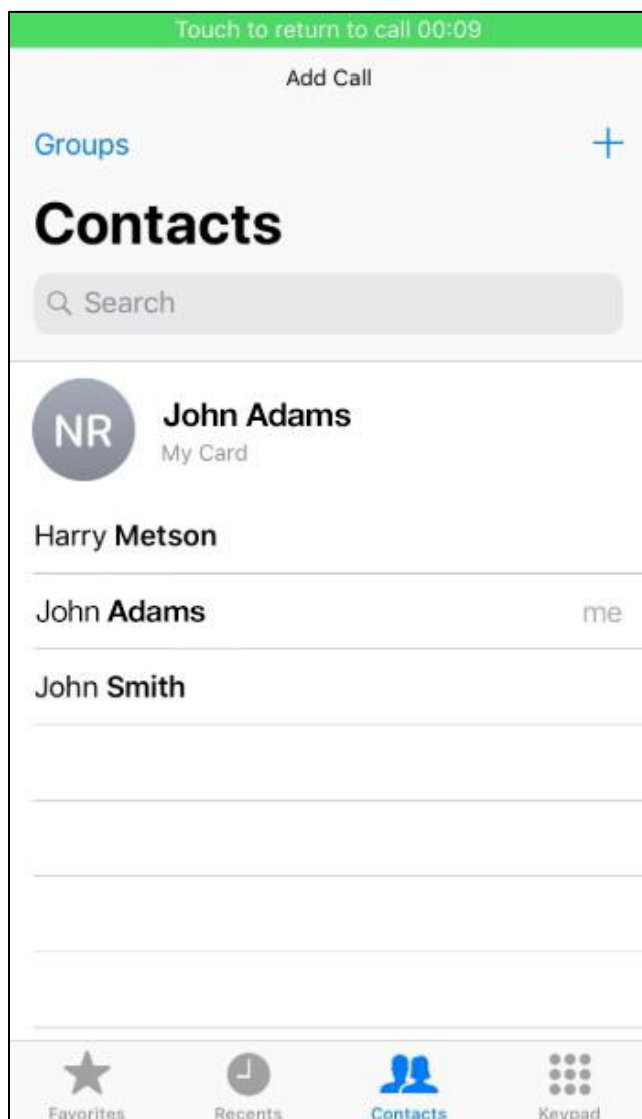 Touch to return to call 00:09
Add Call
Groups +
Contacts
Search
NR
John Adams
My Card
Harry Metson
John Adams me
John Smith
Favorites Recents Contacts Keypad